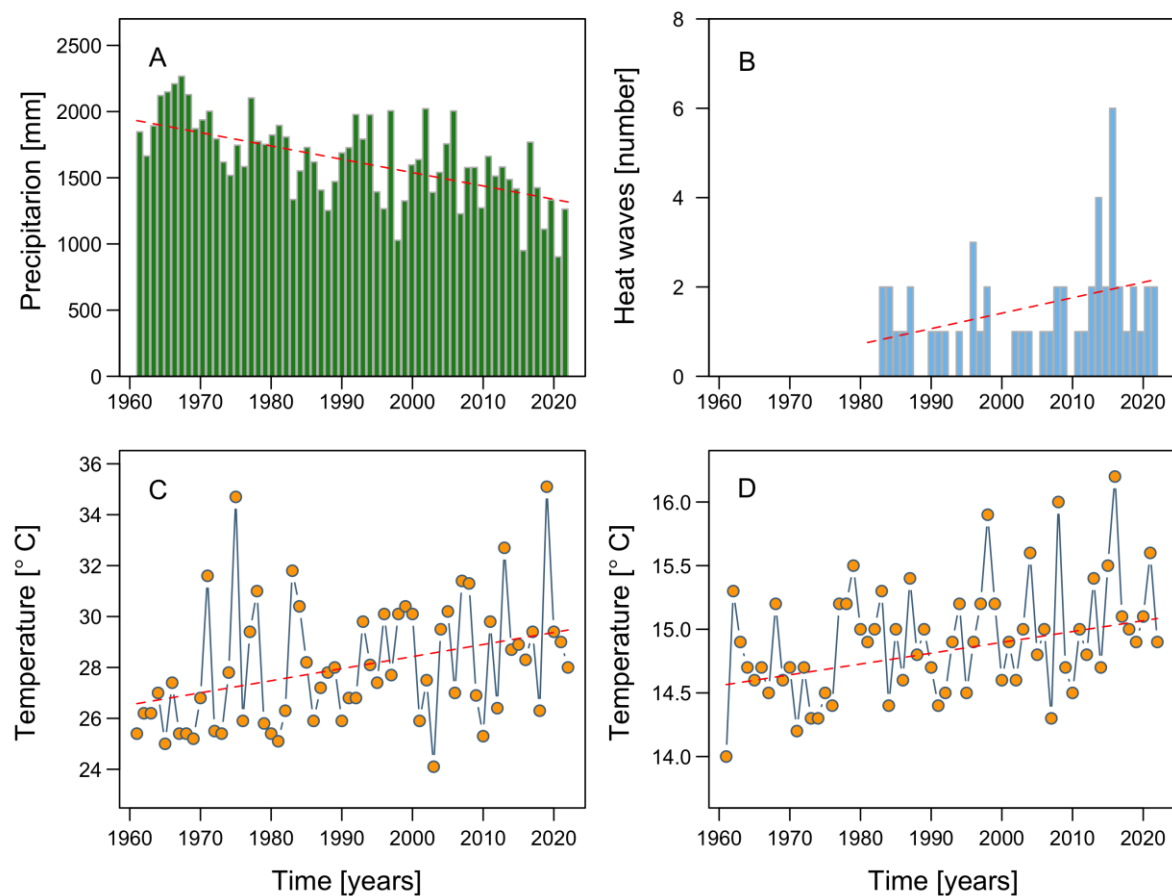 A
Precipitarion [mm]
2500
2000
1500
1000
500
0
1960 1970 1980 1990 2000 2010 2020
B
Heat waves [number]
8
6
4
2
0
1960 1970 1980 1990 2000 2010 2020
C
Temperature [° C]
36
34
32
30
28
26
24
1960 1970 1980 1990 2000 2010 2020
Time [years]
D
Temperature [° C]
16.0
15.5
15.0
14.5
14.0
1960 1970 1980 1990 2000 2010 2020
Time [years]